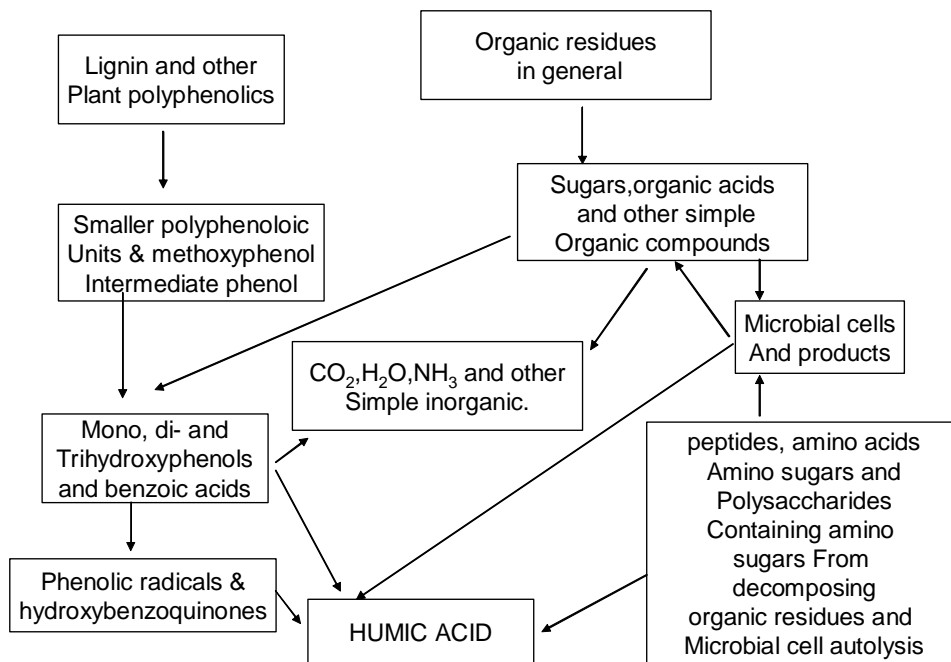 Lignin and other
Plant polyphenolics
Organic residues
in general
Smaller polyphenoloic
Units & methoxyphenol
Intermediate phenol
Sugars,organic acids
and other simple
Organic compounds
Microbial cells
And products
CO₂,H₂O,NH₃ and other
Simple inorganic.
Mono, di- and
Trihydroxyphenols
and benzoic acids
peptides, amino acids
Amino sugars and
Polysaccharides
Containing amino
sugars From
decomposing
organic residues and
Microbial cell autolysis
Phenolic radicals &
hydroxybenzoquinones
HUMIC ACID